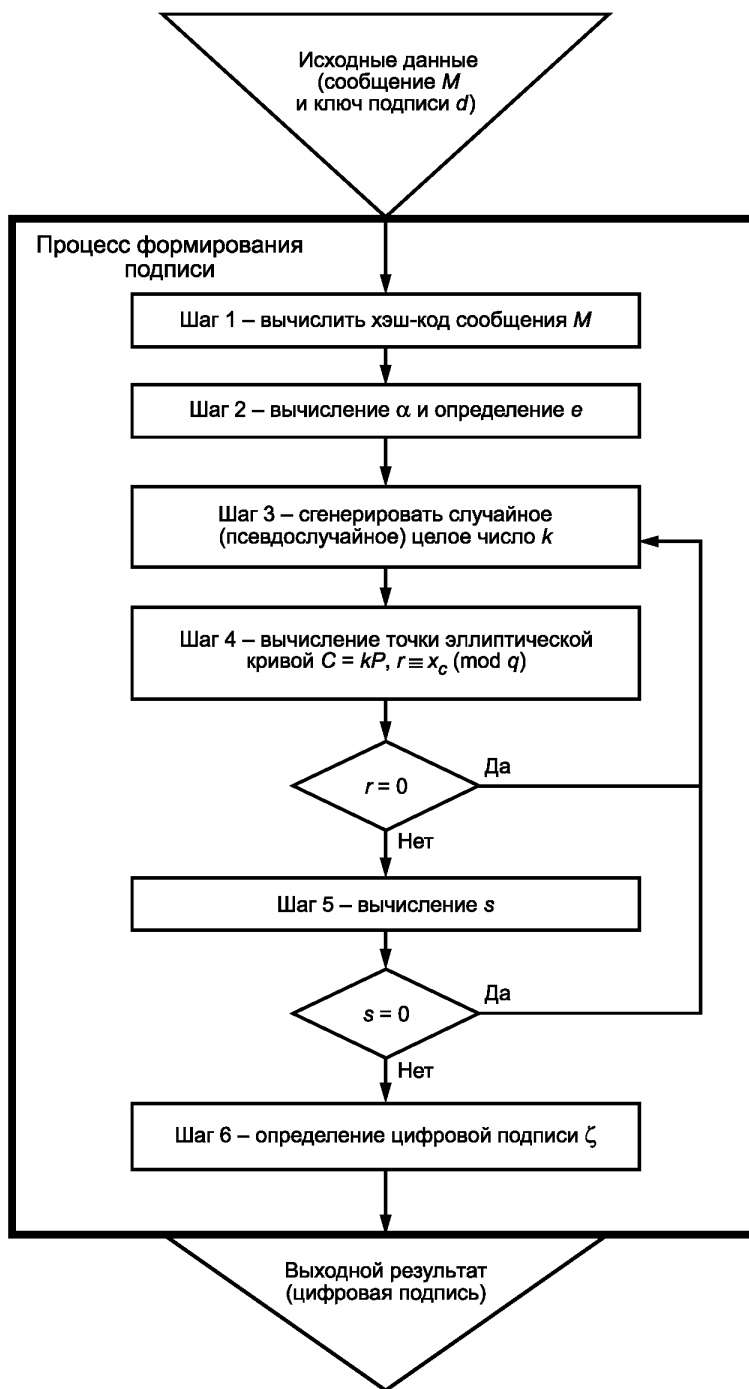 Исходные данные
(сообщение M
и ключ подписи d)
Процесс формирования
подписи
Шаг 1 – вычислить хэш-код сообщения M
Шаг 2 – вычисление α и определение e
Шаг 3 – сгенерировать случайное
(псевдослучайное) целое число k
Шаг 4 – вычисление точки эллиптической
кривой C = kP, r ≡ x_c (mod q)
r = 0
Да
Нет
Шаг 5 – вычисление s
s = 0
Да
Нет
Шаг 6 – определение цифровой подписи ζ
Выходной результат
(цифровая подпись)